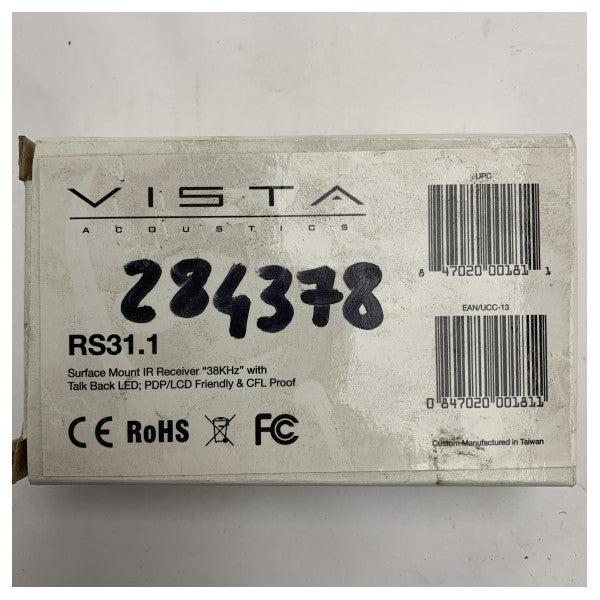 VISTA
ACOUSTICS
284378
RS31.1
Surface Mount IR Receiver "38KHz" with
Talk Back LED; PDP/LCD Friendly & CFL Proof
CE RoHS FC
UPC
8 47020 00181 1
EAN/UCC-13
0 847020 001811
Custom-Manufactured in Taiwan